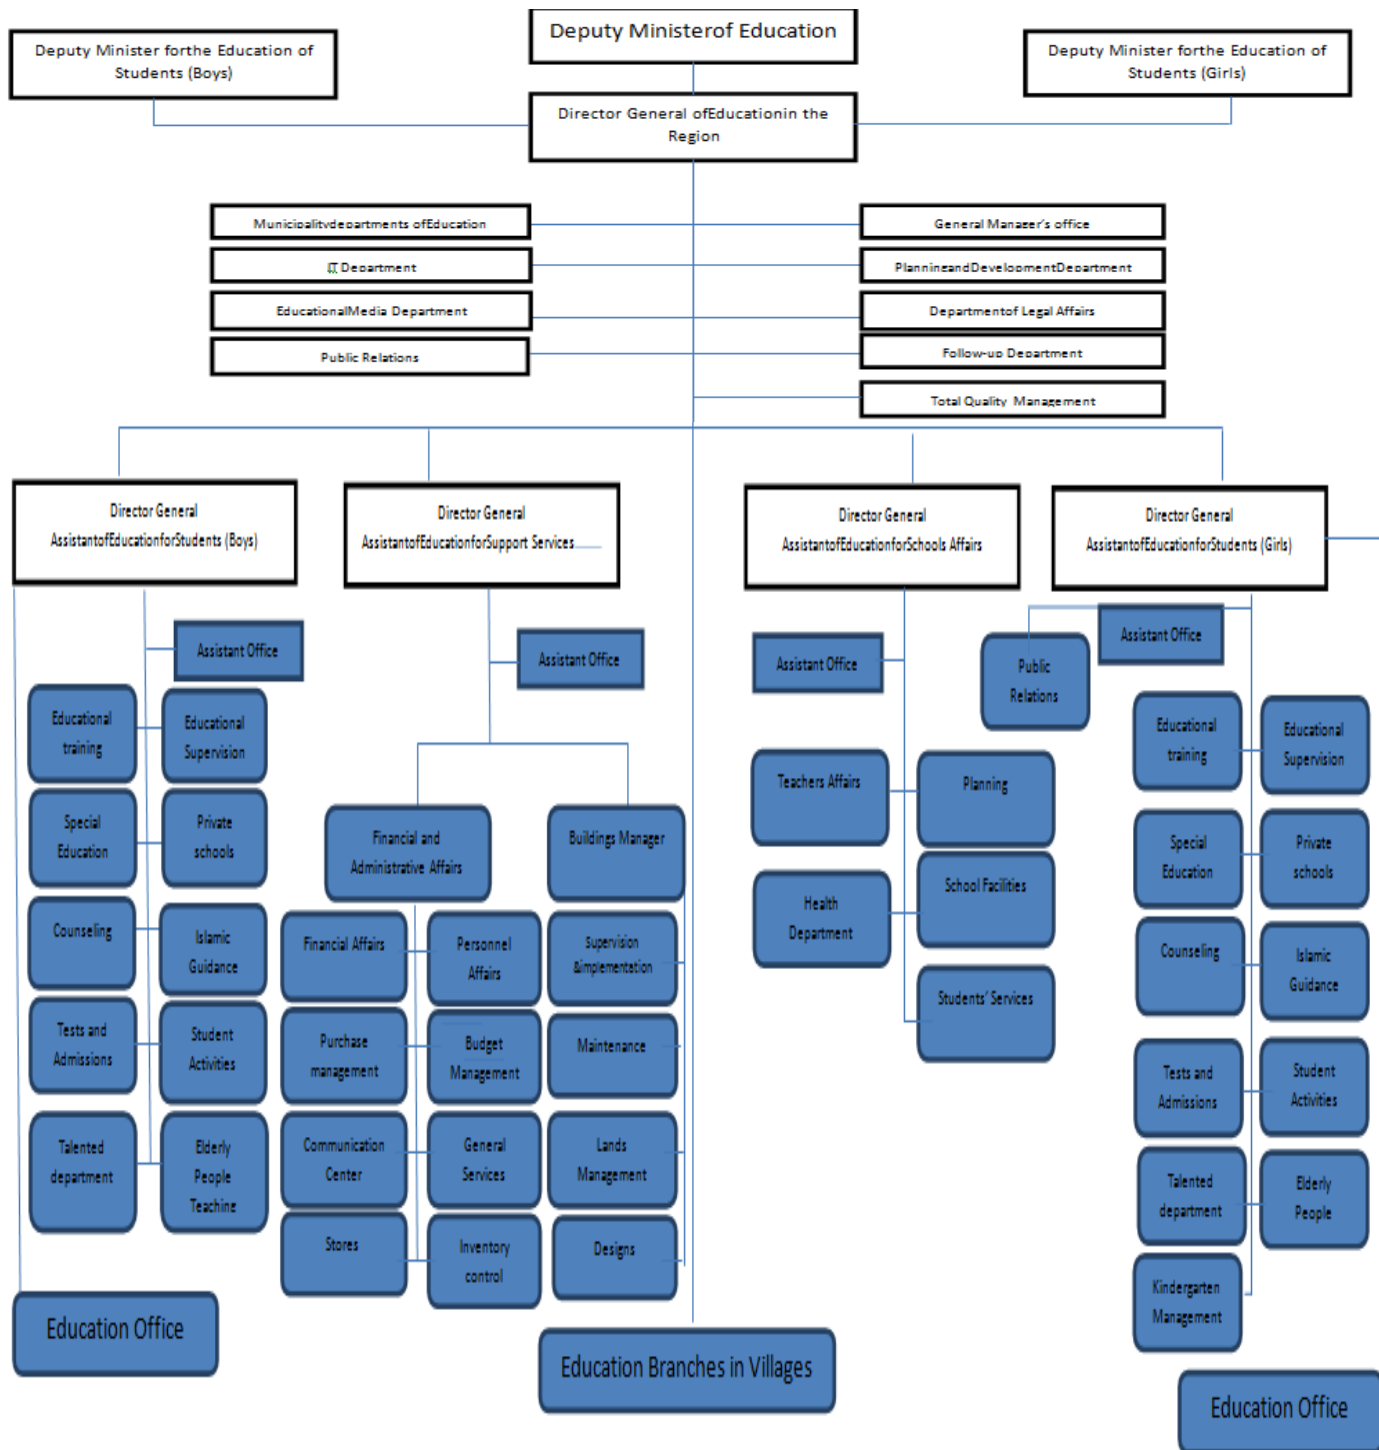 Deputy Ministerof Education
Deputy Minister forthe Education of
Students (Boys)
Deputy Minister forthe Education of
Students (Girls)
Director General ofEducationin the
Region
Municipalitydepartments ofEducation
General Manager's office
IT Department
PlanningandDevelopmentDepartment
EducationalMedia Department
Departmentof Legal Affairs
Public Relations
Follow-up Department
Total Quality Management
Director General
AssistantofEducationforStudents (Boys)
Director General
AssistantofEducationforSupport Services
Director General
AssistantofEducationforSchools Affairs
Director General
AssistantofEducationforStudents (Girls)
Assistant Office
Educational
training
Educational
Supervision
Special
Education
Private
schools
Counseling
Islamic
Guidance
Tests and
Admissions
Student
Activities
Talented
department
Elderly
People
Teaching
Education Office
Assistant Office
Financial and
Administrative Affairs
Buildings Manager
Financial Affairs
Personnel
Affairs
Purchase
management
Budget
Management
Communication
Center
General
Services
Stores
Inventory
control
Supervision
&implementation
Maintenance
Lands
Management
Designs
Education Branches in Villages
Assistant Office
Teachers Affairs
Planning
Health
Department
School Facilities
Students' Services
Assistant Office
Public
Relations
Educational
training
Educational
Supervision
Special
Education
Private
schools
Counseling
Islamic
Guidance
Tests and
Admissions
Student
Activities
Talented
department
Elderly
People
Kindergarten
Management
Education Office